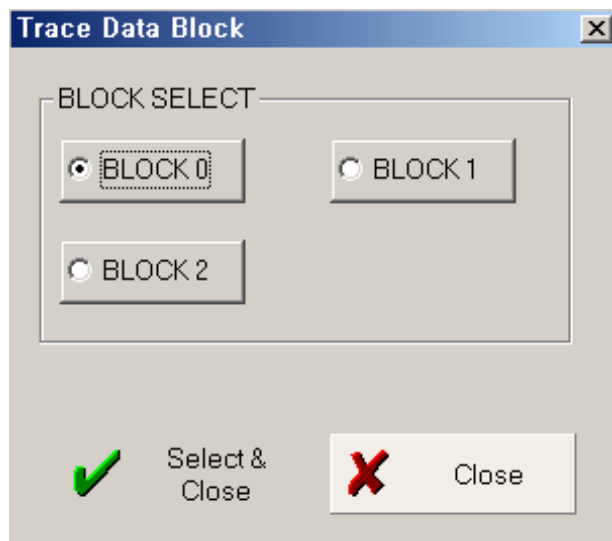 Trace Data Block
BLOCK SELECT
BLOCK 0
BLOCK 1
BLOCK 2
Select &
Close
Close